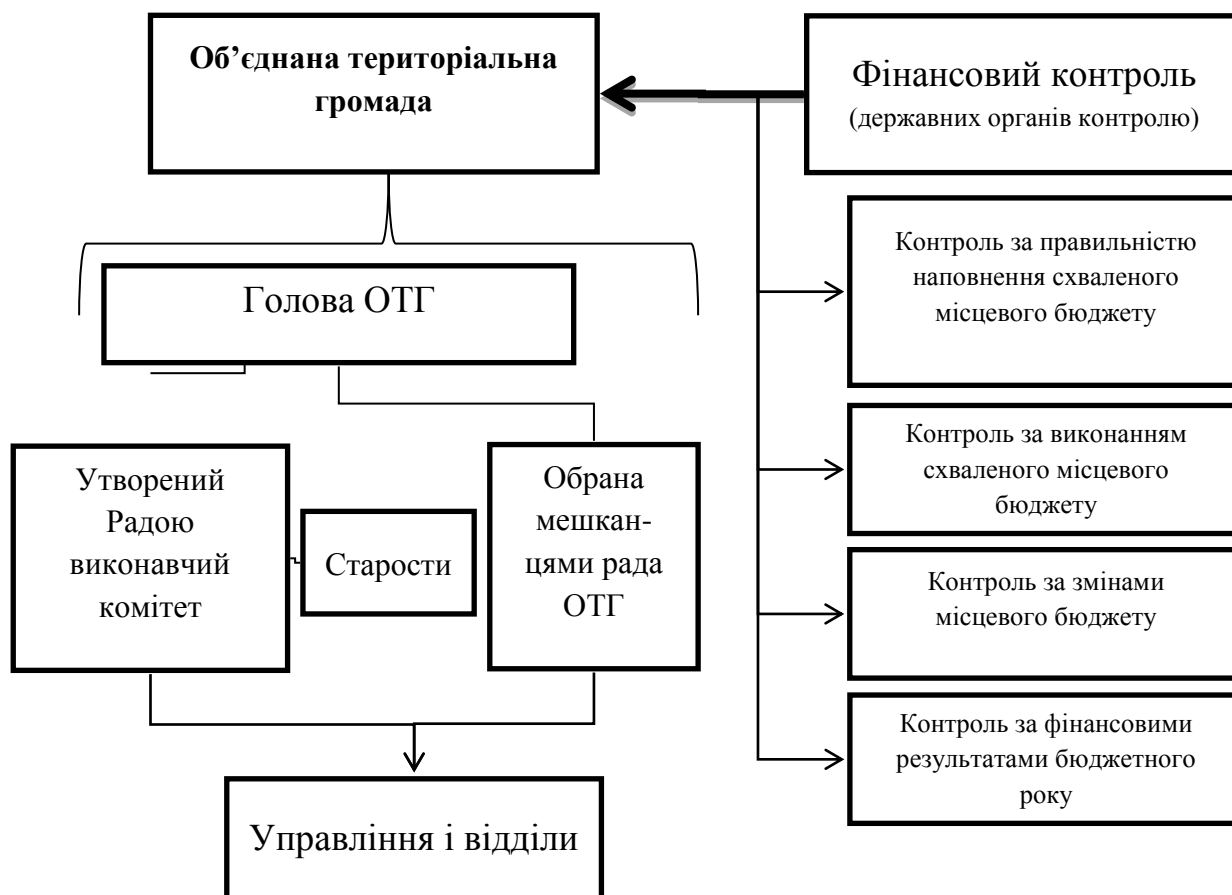 Об’єднана територіальна
громада
Фінансовий контроль
(державних органів контролю)
Контроль за правильністю
наповнення схваленого
місцевого бюджету
Голова ОТГ
Контроль за виконанням
схваленого місцевого
бюджету
Утворений
Радою
виконавчий
комітет
Старости
Обрана
мешкан-
цями рада
ОТГ
Контроль за змінами
місцевого бюджету
Контроль за фінансовими
результатами бюджетного
року
Управління і відділи